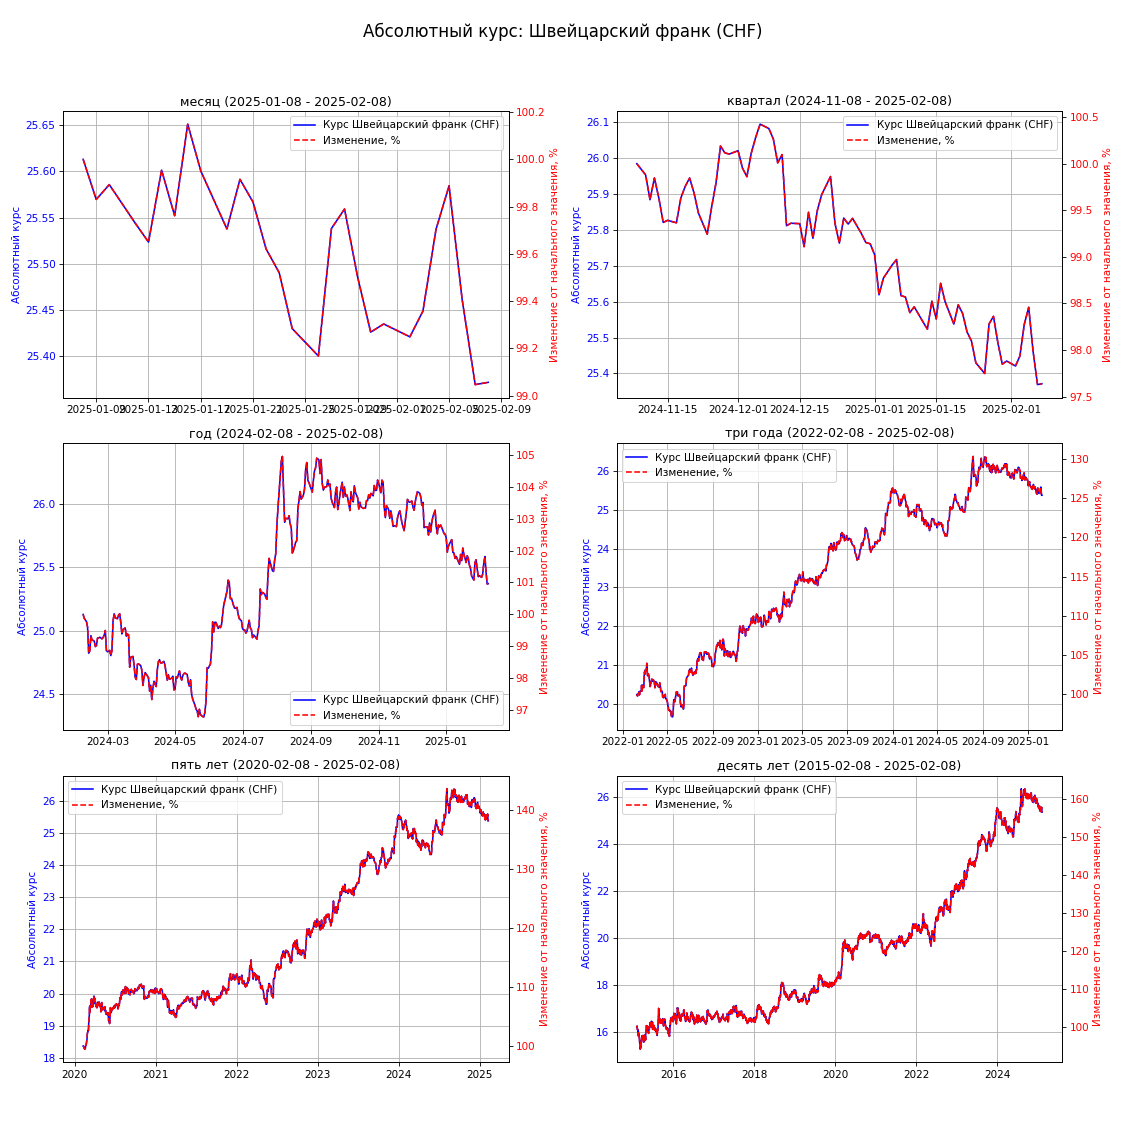 Абсолютный курс: Швейцарский франк (CHF)
месяц (2025-01-08 - 2025-02-08)
Абсолютный курс
25.65
25.60
25.55
25.50
25.45
25.40
Курс Швейцарский франк (CHF)
Изменение, %
100.2
100.0
99.8
99.6
99.4
99.2
99.0
Изменение от начального значения, %
2025-01-09 2025-01-13 2025-01-17 2025-01-21 2025-01-25 2025-01-29 2025-02-01 2025-02-05 2025-02-09
квартал (2024-11-08 - 2025-02-08)
Абсолютный курс
26.1
26.0
25.9
25.8
25.7
25.6
25.5
25.4
Курс Швейцарский франк (CHF)
Изменение, %
100.5
100.0
99.5
99.0
98.5
98.0
97.5
Изменение от начального значения, %
2024-11-15 2024-12-01 2024-12-15 2025-01-01 2025-01-15 2025-02-01
год (2024-02-08 - 2025-02-08)
Абсолютный курс
26.0
25.5
25.0
24.5
Курс Швейцарский франк (CHF)
Изменение, %
105
104
103
102
101
100
99
98
97
Изменение от начального значения, %
2024-03 2024-05 2024-07 2024-09 2024-11 2025-01
три года (2022-02-08 - 2025-02-08)
Абсолютный курс
26
25
24
23
22
21
20
Курс Швейцарский франк (CHF)
Изменение, %
130
125
120
115
110
105
100
Изменение от начального значения, %
2022-01 2022-05 2022-09 2023-01 2023-05 2023-09 2024-01 2024-05 2024-09 2025-01
пять лет (2020-02-08 - 2025-02-08)
Абсолютный курс
26
25
24
23
22
21
20
19
18
Курс Швейцарский франк (CHF)
Изменение, %
140
130
120
110
100
Изменение от начального значения, %
2020 2021 2022 2023 2024 2025
десять лет (2015-02-08 - 2025-02-08)
Абсолютный курс
26
24
22
20
18
16
Курс Швейцарский франк (CHF)
Изменение, %
160
150
140
130
120
110
100
Изменение от начального значения, %
2016 2018 2020 2022 2024